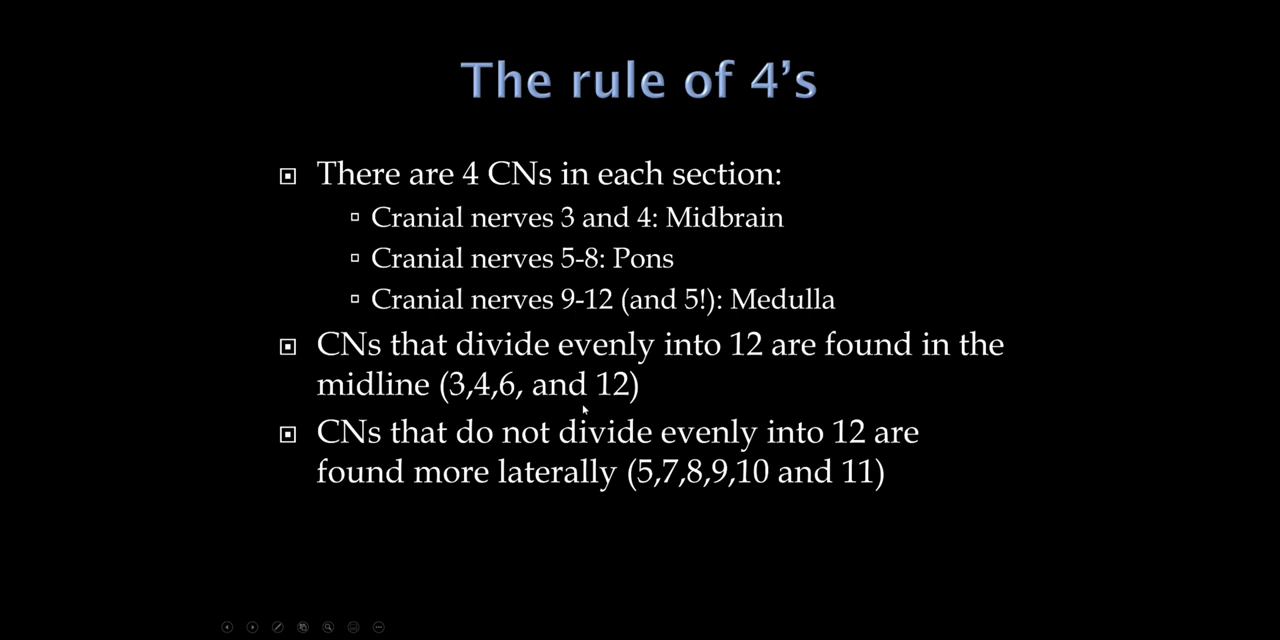 The rule of 4’s
There are 4 CNs in each section:
Cranial nerves 3 and 4: Midbrain
Cranial nerves 5-8: Pons
Cranial nerves 9-12 (and 5!): Medulla
CNs that divide evenly into 12 are found in the
midline (3,4,6, and 12)
CNs that do not divide evenly into 12 are
found more laterally (5,7,8,9,10 and 11)